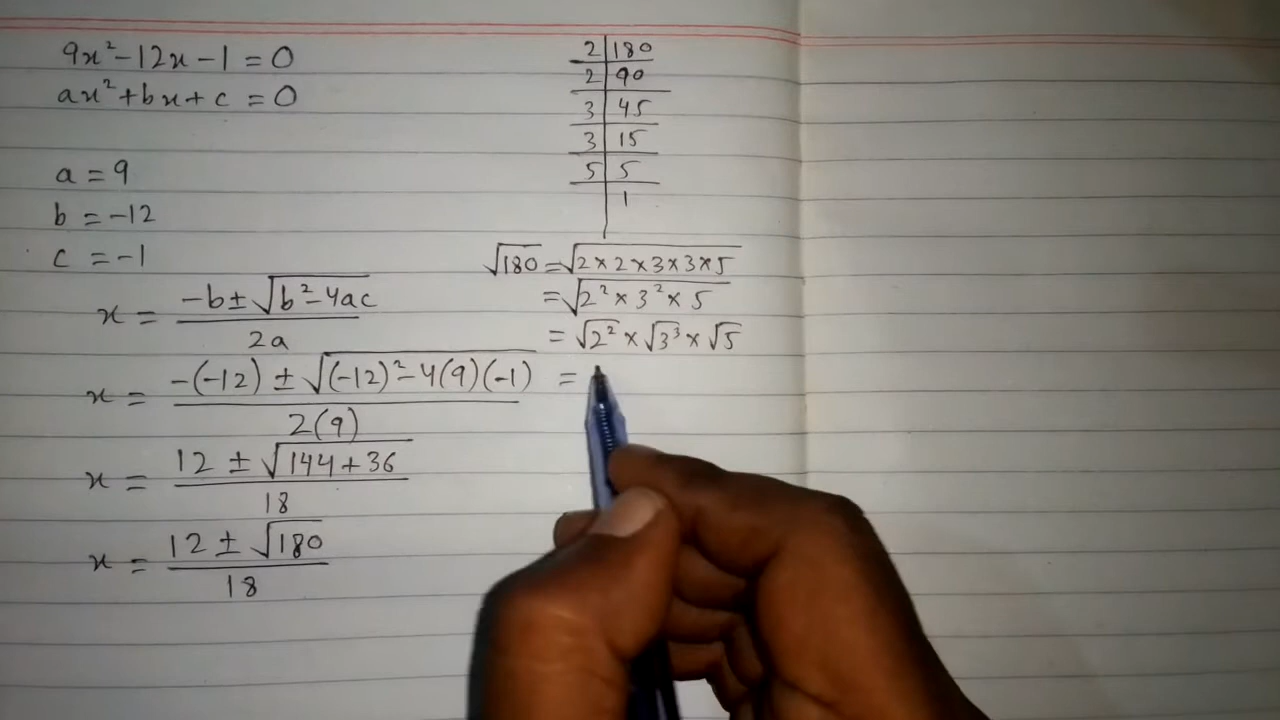 9x²-12x-1=0
ax²+bx+c=0
a=9
b=-12
c=-1
x = (-b±√(b²-4ac))/(2a)
x = (-(-12)±√((-12)²-4(9)(-1)))/(2(9))
x = (12±√(144+36))/18
x = (12±√180)/18
2|180
2|90
3|45
3|15
5|5
|1
√180=√(2×2×3×3×5)
=√(2²×3²×5)
=√2²×√3³×√5
=